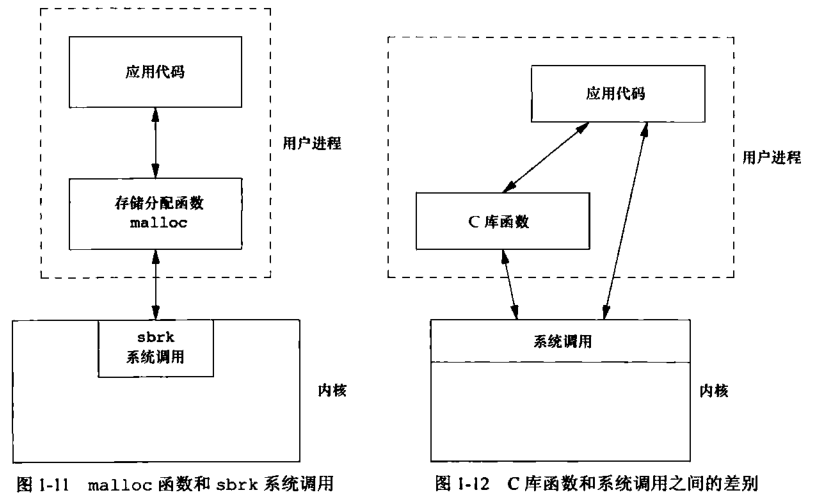 应用代码
用户进程
存储分配函数
malloc
sbrk
系统调用
内核
图 1-11 malloc 函数和 sbrk 系统调用
应用代码
用户进程
C 库函数
系统调用
内核
图 1-12 C 库函数和系统调用之间的差别